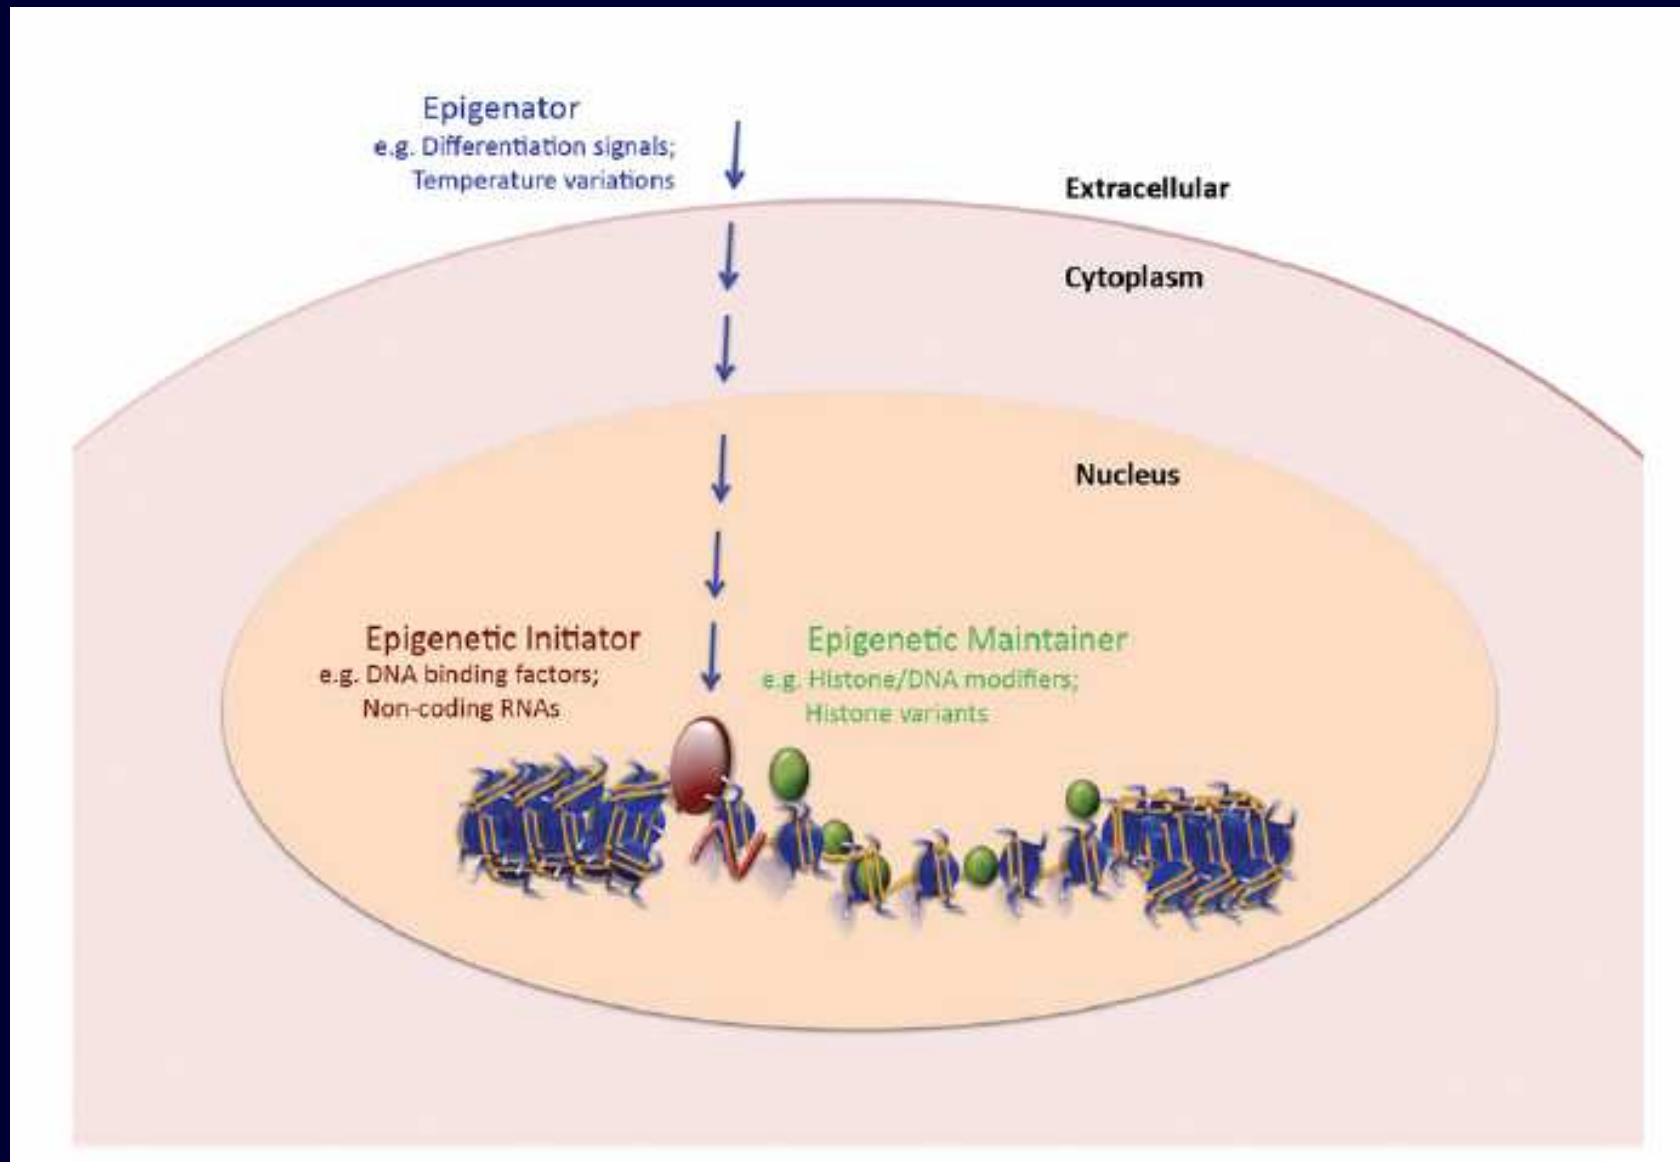 Epigenator
e.g. Differentiation signals;
Temperature variations
Extracellular
Cytoplasm
Nucleus
Epigenetic Initiator
e.g. DNA binding factors;
Non-coding RNAs
Epigenetic Maintainer
e.g. Histone/DNA modifiers;
Histone variants